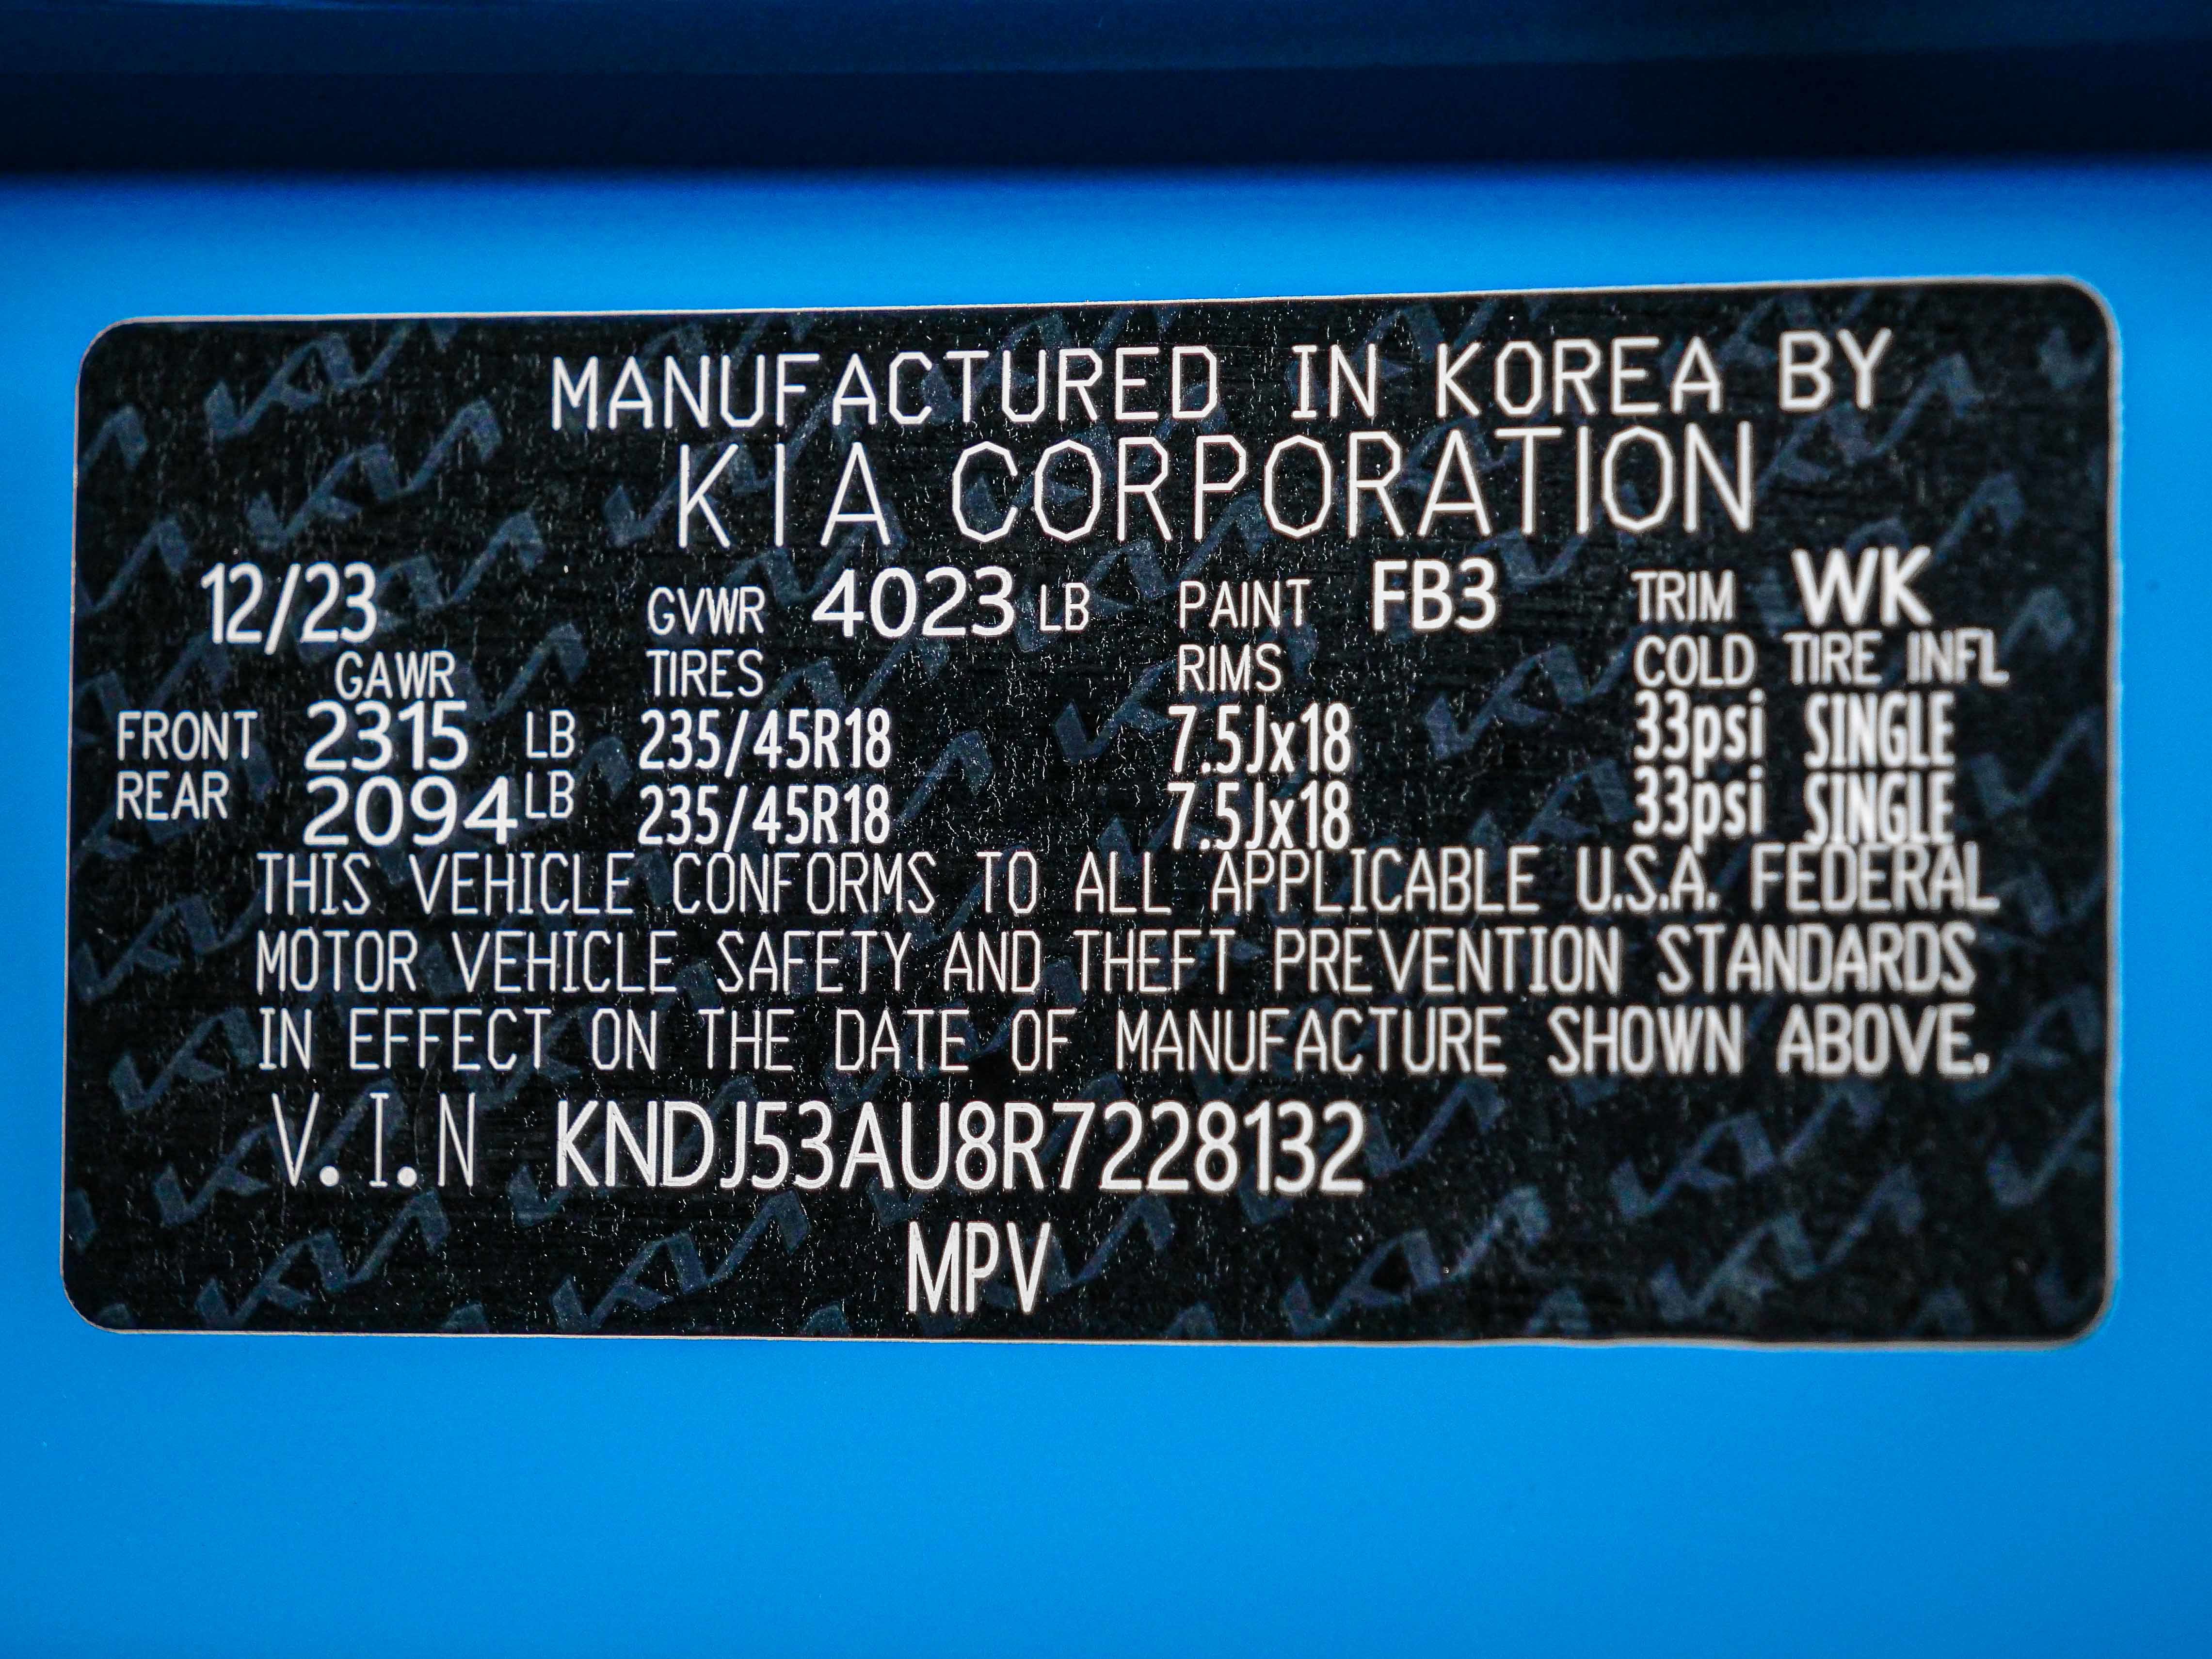 MANUFACTURED IN KOREA BY
KIA CORPORATION
12/23 GVWR 4023 LB PAINT FB3 TRIM WK
GAWR TIRES RIMS COLD TIRE INFL
FRONT 2315 LB 235/45R18 7.5Jx18 33psi SINGLE
REAR 2094 LB 235/45R18 7.5Jx18 33psi SINGLE
THIS VEHICLE CONFORMS TO ALL APPLICABLE U.S.A. FEDERAL
MOTOR VEHICLE SAFETY AND THEFT PREVENTION STANDARDS
IN EFFECT ON THE DATE OF MANUFACTURE SHOWN ABOVE.
V.I.N KNDJ53AU8R7228132
MPV